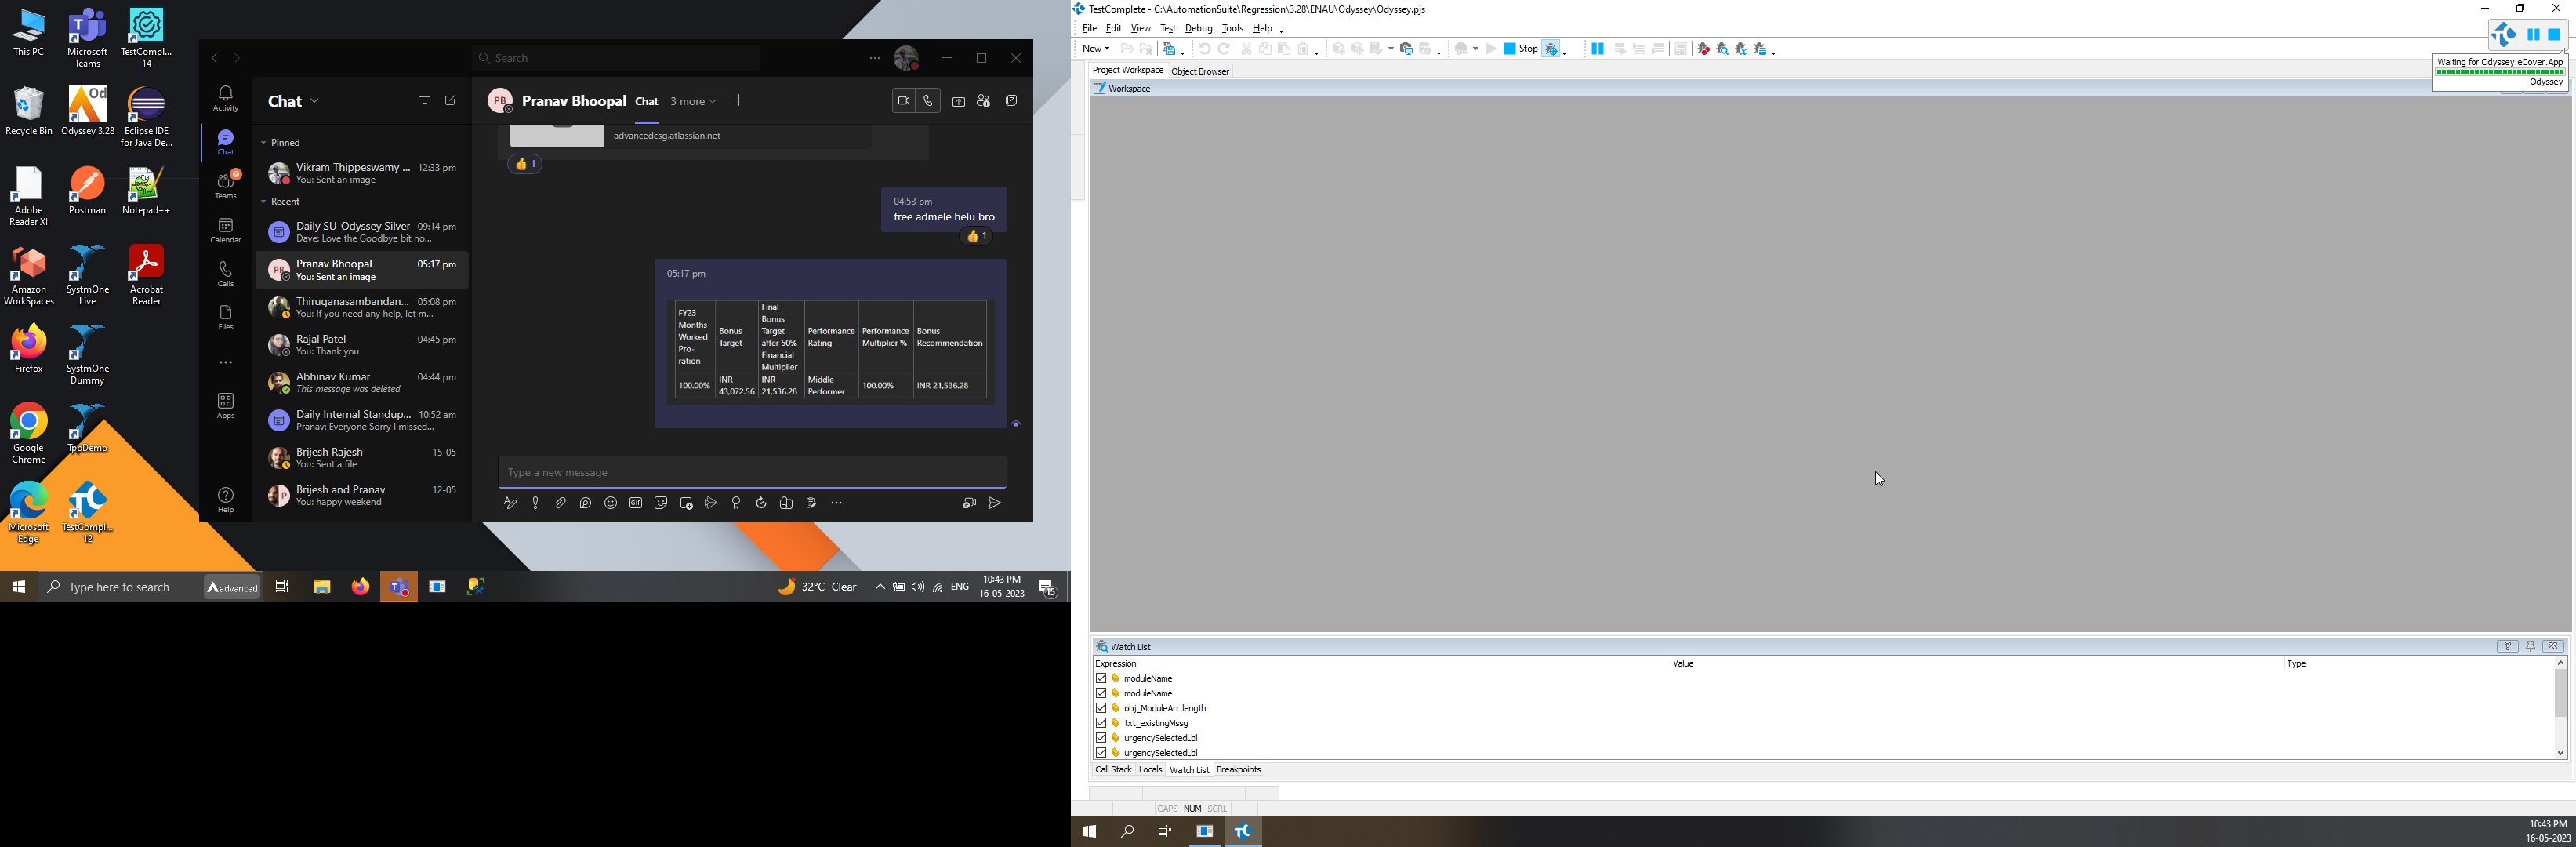 This PC
Microsoft
Teams
TestCompl...
14
Recycle Bin
Odyssey 3.28
Eclipse IDE
for Java De...
Adobe
Reader XI
Postman
Notepad++
Amazon
WorkSpaces
SystmOne
Live
Acrobat
Reader
Firefox
SystmOne
Dummy
Google
Chrome
TppDemo
Microsoft
Edge
TestCompl...
12
Search
Activity
Chat
Teams
Calendar
Calls
Files
Apps
Help
Chat
Pinned
Vikram Thippeswamy ... 12:33 pm
You: Sent an image
Recent
Daily SU-Odyssey Silver 09:14 pm
Dave: Love the Goodbye bit no...
PB
Pranav Bhoopal 05:17 pm
You: Sent an image
Thiruganasambandan... 05:08 pm
You: If you need any help, let m...
Rajal Patel 04:45 pm
You: Thank you
Abhinav Kumar 04:44 pm
This message was deleted
Daily Internal Standup... 10:52 am
Pranav: Everyone Sorry I missed...
Brijesh Rajesh 15-05
You: Sent a file
P
Brijesh and Pranav 12-05
You: happy weekend
PB Pranav Bhoopal Chat 3 more
advancedcsg.atlassian.net
1
04:53 pm
free admele helu bro
1
05:17 pm
FY23
Months
Worked
Pro-
ration
Bonus
Target
Final
Bonus
Target
after 50%
Financial
Multiplier
Performance
Rating
Performance
Multiplier %
Bonus
Recommendation
100.00%
INR
43,072.56
INR
21,536.28
Middle
Performer
100.00%
INR 21,536.28
Type a new message
GIF
Type here to search
advanced
32°C Clear
ENG
10:43 PM
16-05-2023
15
TestComplete - C:\AutomationSuite\Regression\3.28\ENAU\Odyssey\Odyssey.pjs
File Edit View Test Debug Tools Help
New
Stop
Waiting for Odyssey.eCover.App
Odyssey
Project Workspace Object Browser
Workspace
Watch List
Expression Value Type
moduleName
moduleName
obj_ModuleArr.length
txt_existingMssg
urgencySelectedLbl
urgencySelectedLbl
Call Stack Locals Watch List Breakpoints
CAPS NUM SCRL
10:43 PM
16-05-2023